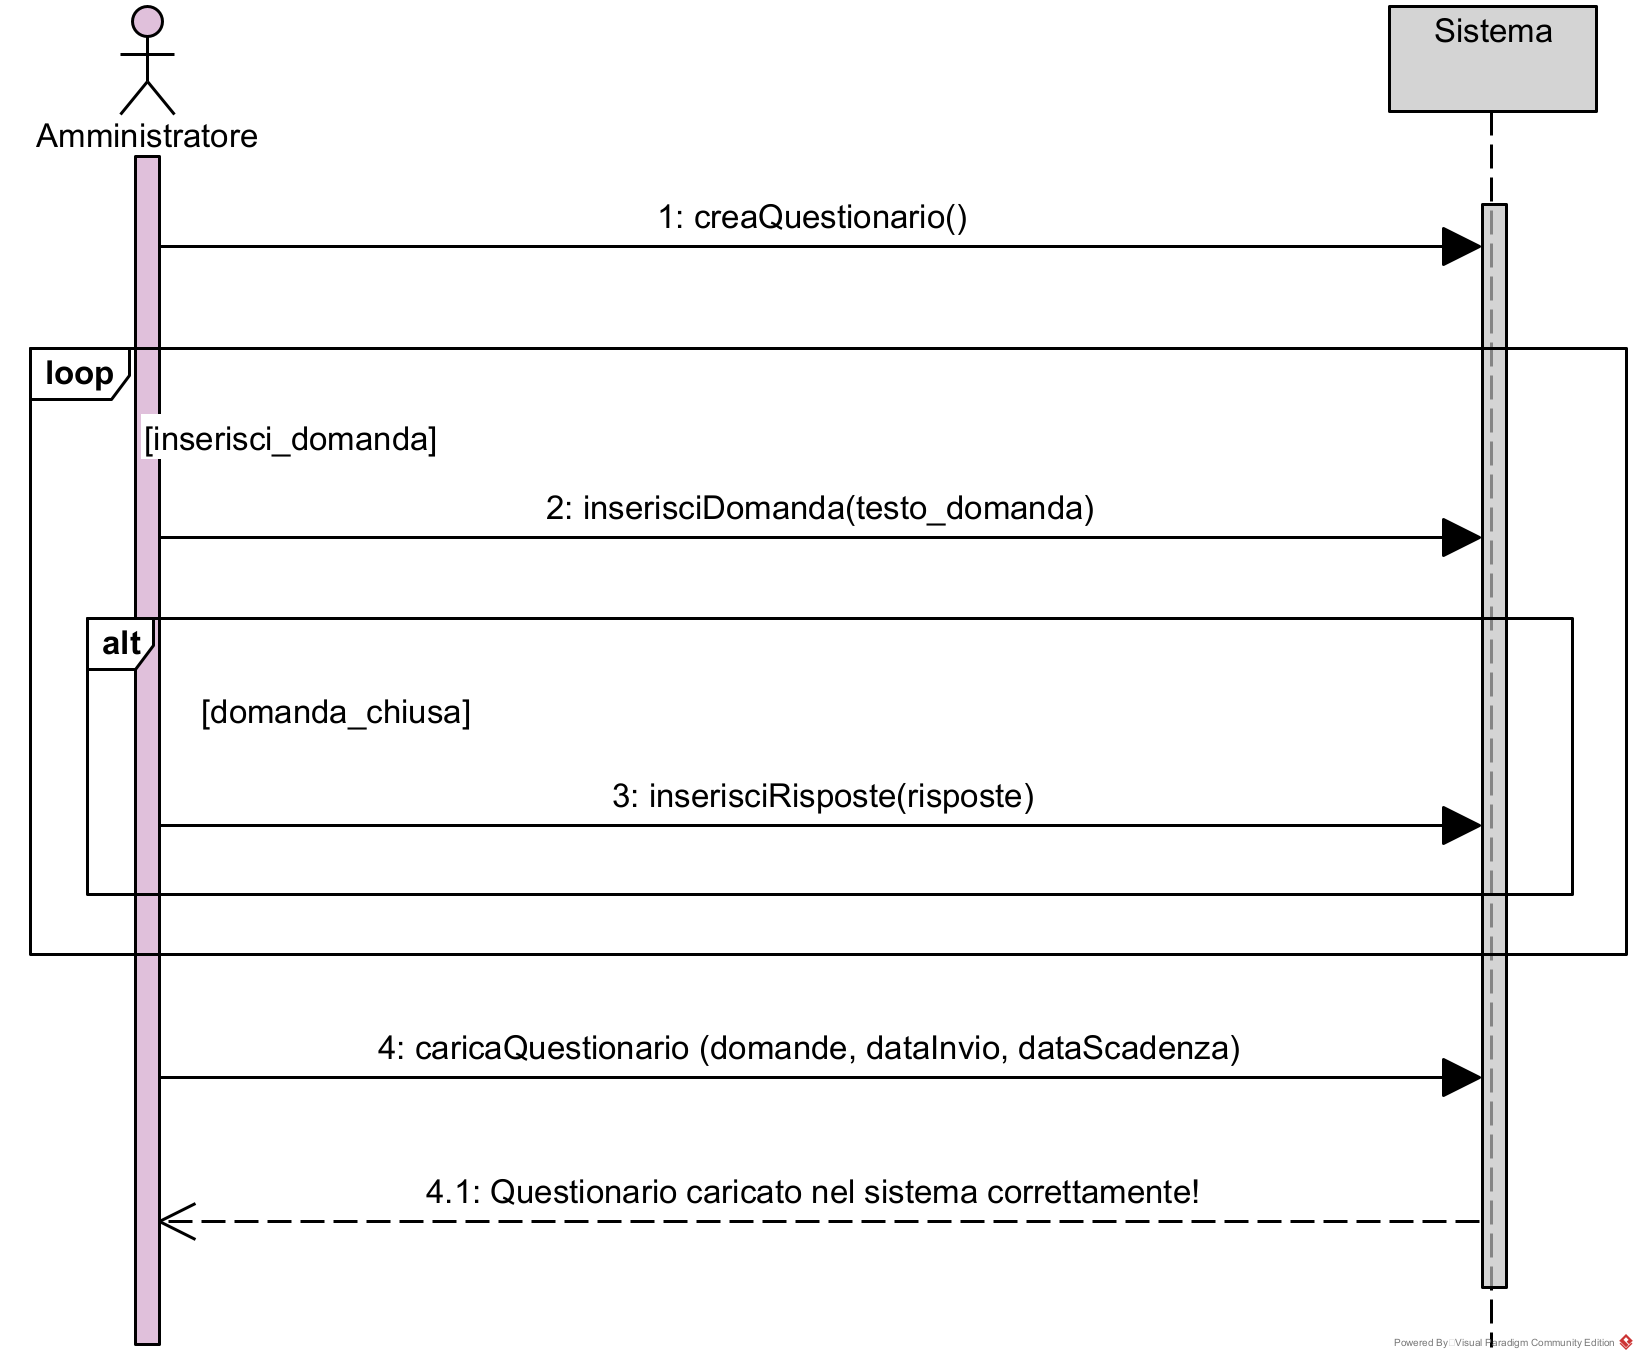 Sistema
Amministratore
1: creaQuestionario()
loop
[inserisci_domanda]
2: inserisciDomanda(testo_domanda)
alt
[domanda_chiusa]
3: inserisciRisposte(risposte)
4: caricaQuestionario (domande, dataInvio, dataScadenza)
4.1: Questionario caricato nel sistema correttamente!
Powered By Visual Paradigm Community Edition